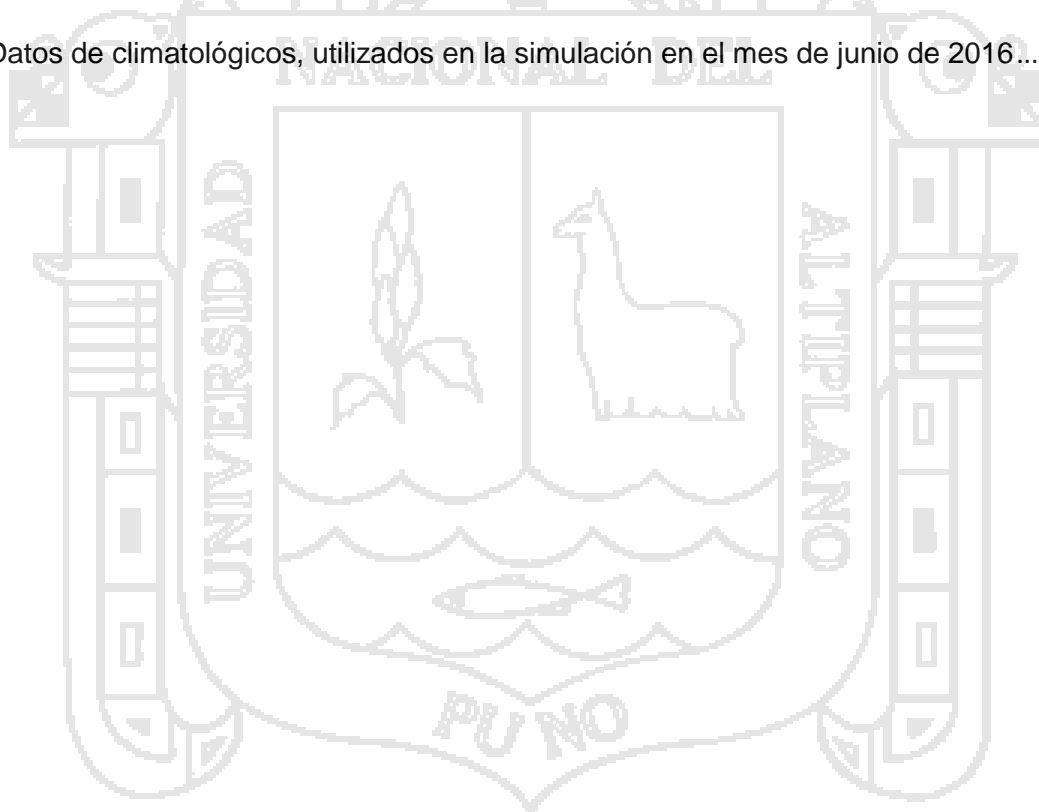 Datos de climatológicos, utilizados en la simulación en el mes de junio de 2016...
NACIONAL DEL
UNIVERSIDAD
ALTIPLANO
PUNO